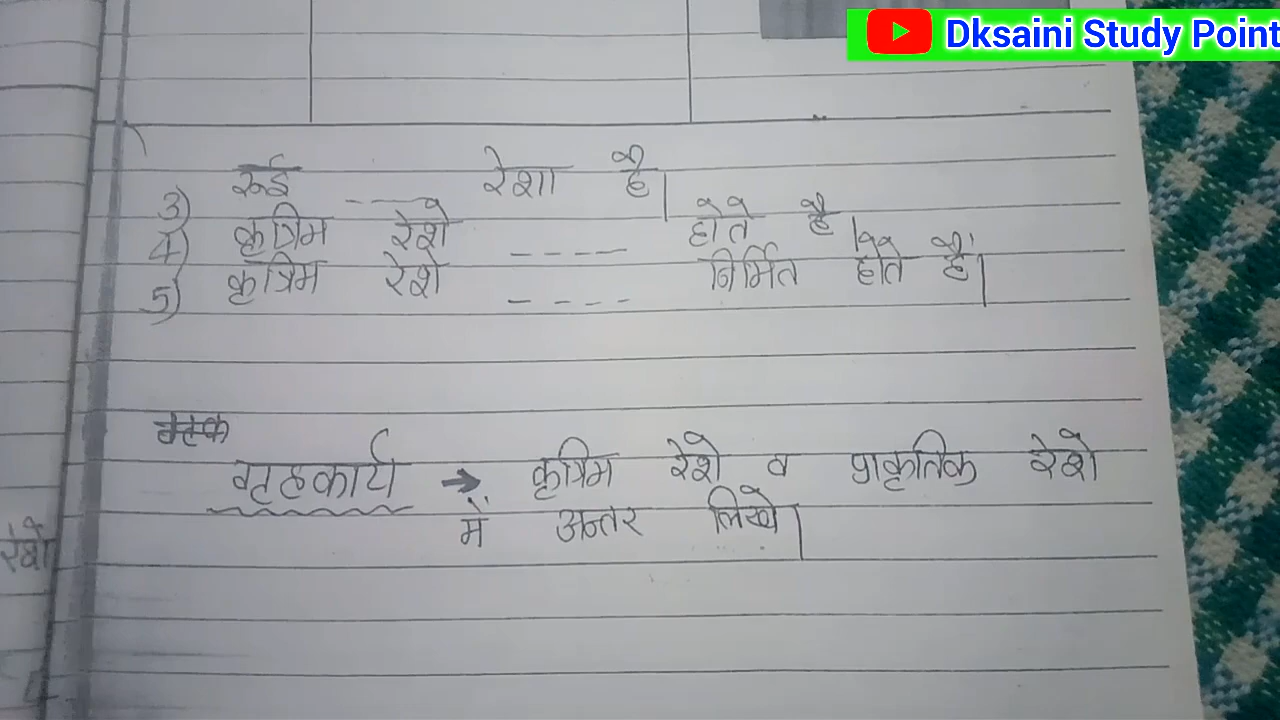 Dksaini Study Point
3) रूई ---- रेशा है।
4) कृत्रिम रेशे ---- होते है।
5) कृत्रिम रेशे ---- निर्मित होते हैं।
गृहकार्य → कृत्रिम रेशे व प्राकृतिक रेशे
में अन्तर लिखे।